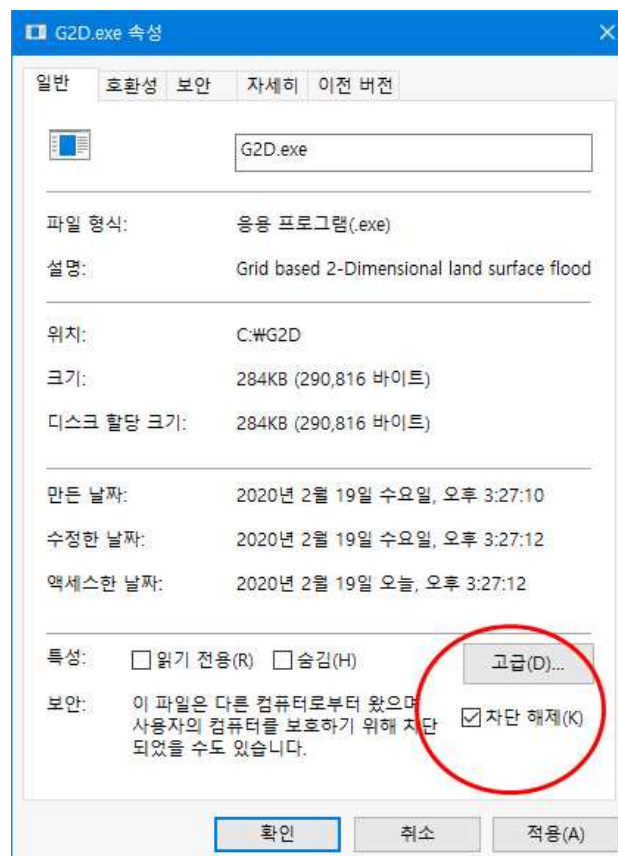 G2D.exe 속성
일반 호환성 보안 자세히 이전 버전
G2D.exe
파일 형식: 응용 프로그램(.exe)
설명: Grid based 2-Dimensional land surface flood
위치: C:₩G2D
크기: 284KB (290,816 바이트)
디스크 할당 크기: 284KB (290,816 바이트)
만든 날짜: 2020년 2월 19일 수요일, 오후 3:27:10
수정한 날짜: 2020년 2월 19일 수요일, 오후 3:27:12
액세스한 날짜: 2020년 2월 19일 오늘, 오후 3:27:12
특성: 읽기 전용(R) 숨김(H) 고급(D)...
보안: 이 파일은 다른 컴퓨터로부터 왔으며
사용자의 컴퓨터를 보호하기 위해 차단 차단 해제(K)
되었을 수도 있습니다.
확인 취소 적용(A)